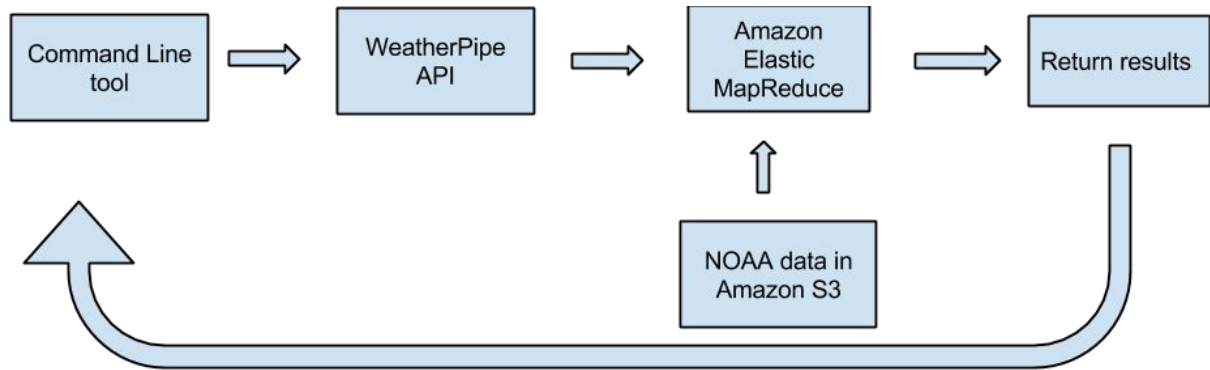 Command Line
tool
WeatherPipe
API
Amazon
Elastic
MapReduce
Return results
NOAA data in
Amazon S3